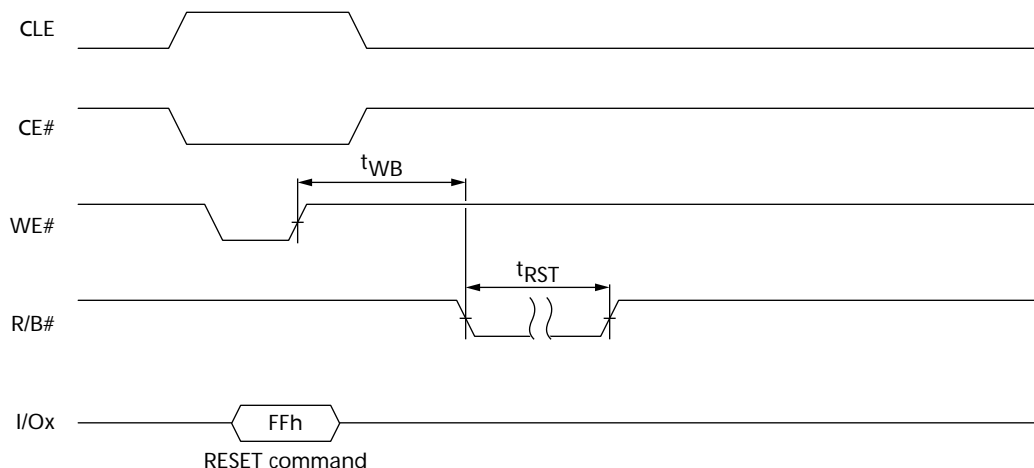 CLE
CE#
tWB
WE#
tRST
R/B#
I/Ox
FFh
RESET command